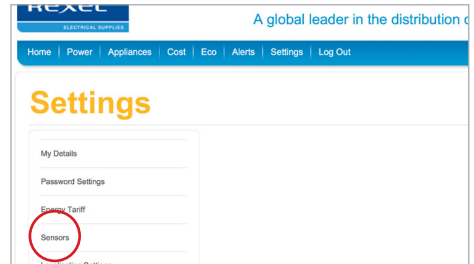 REXEL
ELECTRICAL SUPPLIES
A global leader in the distribution
Home Power Appliances Cost Eco Alerts Settings Log Out
Settings
My Details
Password Settings
Energy Tariff
Sensors
Settings